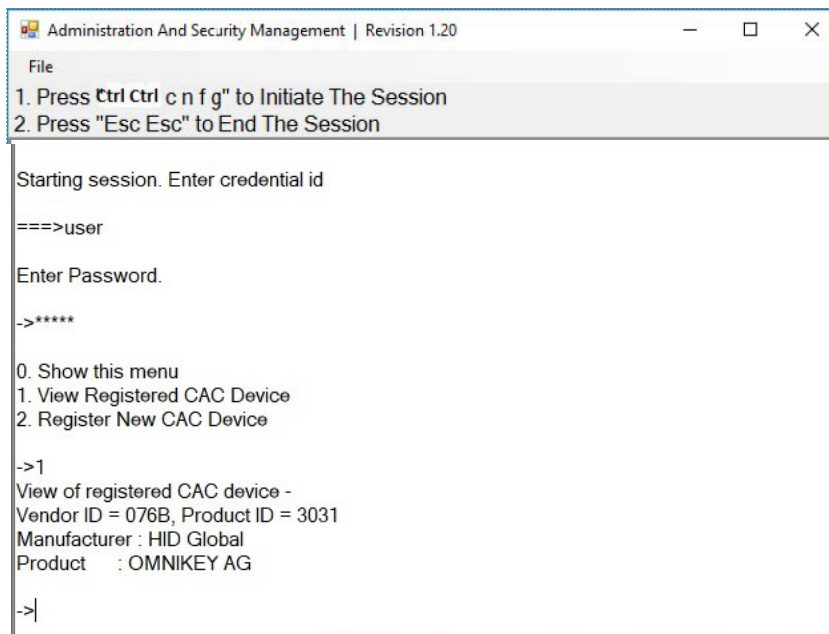 Administration And Security Management | Revision 1.20
File
1. Press "Ctrl Ctrl c n f g" to Initiate The Session
2. Press "Esc Esc" to End The Session
Starting session. Enter credential id
===>user
Enter Password.
->*****
0. Show this menu
1. View Registered CAC Device
2. Register New CAC Device
->1
View of registered CAC device -
Vendor ID = 076B, Product ID = 3031
Manufacturer : HID Global
Product : OMNIKEY AG
->